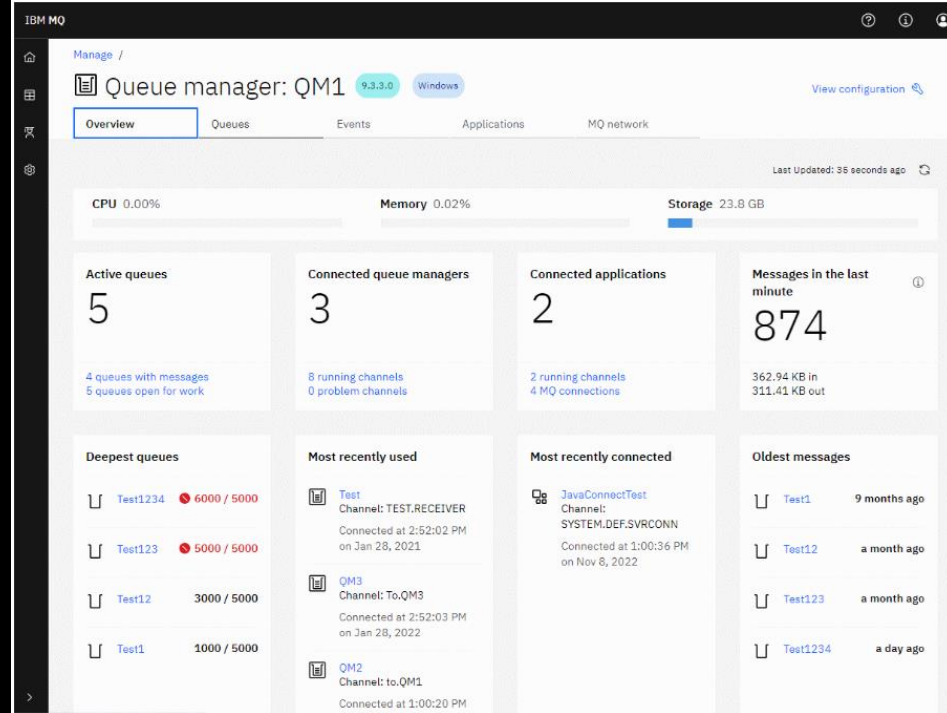 IBM MQ
Manage /
Queue manager: QM1 9.3.3.0 Windows
View configuration
Overview Queues Events Applications MQ network
Last Updated: 35 seconds ago
CPU 0.00% Memory 0.02% Storage 23.8 GB
Active queues
5
4 queues with messages
5 queues open for work
Connected queue managers
3
8 running channels
0 problem channels
Connected applications
2
2 running channels
4 MQ connections
Messages in the last
minute
874
362.94 KB in
311.41 KB out
Deepest queues
Test1234 6000 / 5000
Test123 5000 / 5000
Test12 3000 / 5000
Test1 1000 / 5000
Most recently used
Test
Channel: TEST.RECEIVER
Connected at 2:52:02 PM
on Jan 28, 2021
QM3
Channel: To.QM3
Connected at 2:52:03 PM
on Jan 28, 2022
QM2
Channel: to.QM1
Connected at 1:00:20 PM
Most recently connected
JavaConnectTest
Channel:
SYSTEM.DEF.SVRCONN
Connected at 1:00:36 PM
on Nov 8, 2022
Oldest messages
Test1 9 months ago
Test12 a month ago
Test123 a month ago
Test1234 a day ago